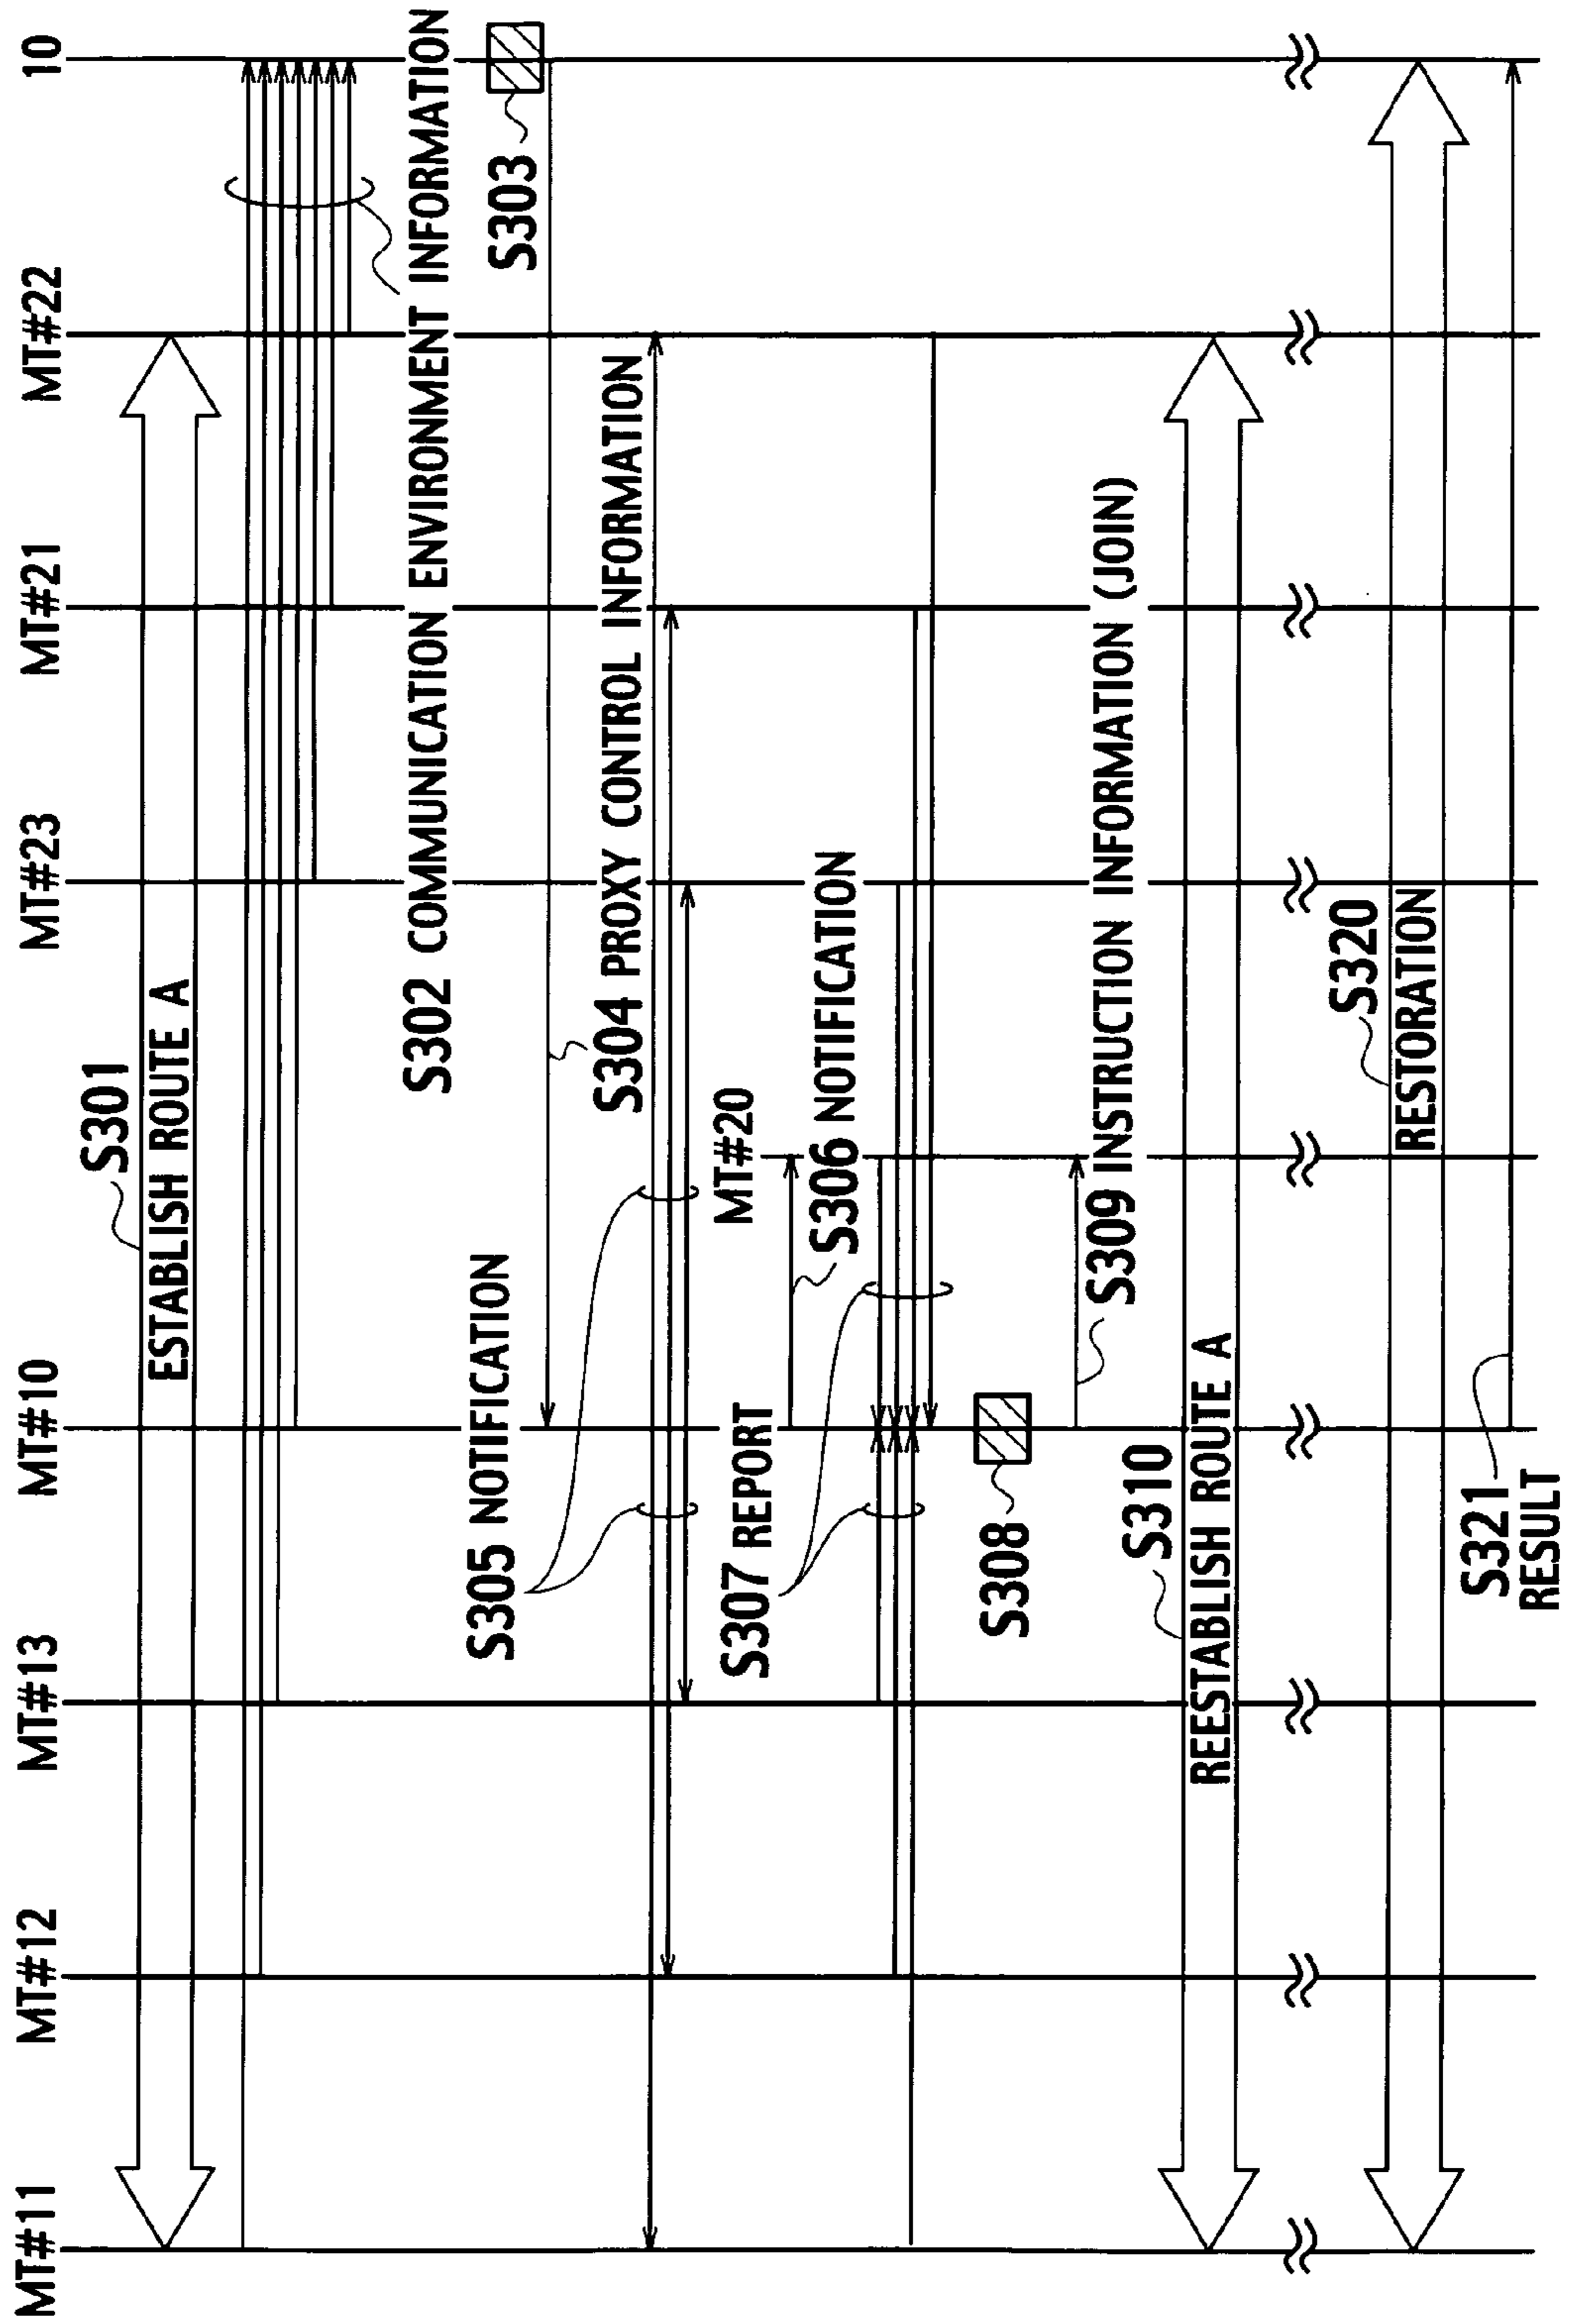 MT#11
MT#12
MT#13
MT#10
MT#23
MT#21
MT#22
10
S301
ESTABLISH ROUTE A
S302 COMMUNICATION ENVIRONMENT INFORMATION
S303
S304 PROXY CONTROL INFORMATION
S305 NOTIFICATION
MT#20
S306 NOTIFICATION
S307 REPORT
S308
S309 INSTRUCTION INFORMATION (JOIN)
S310
REESTABLISH ROUTE A
S320
RESTORATION
S321
RESULT